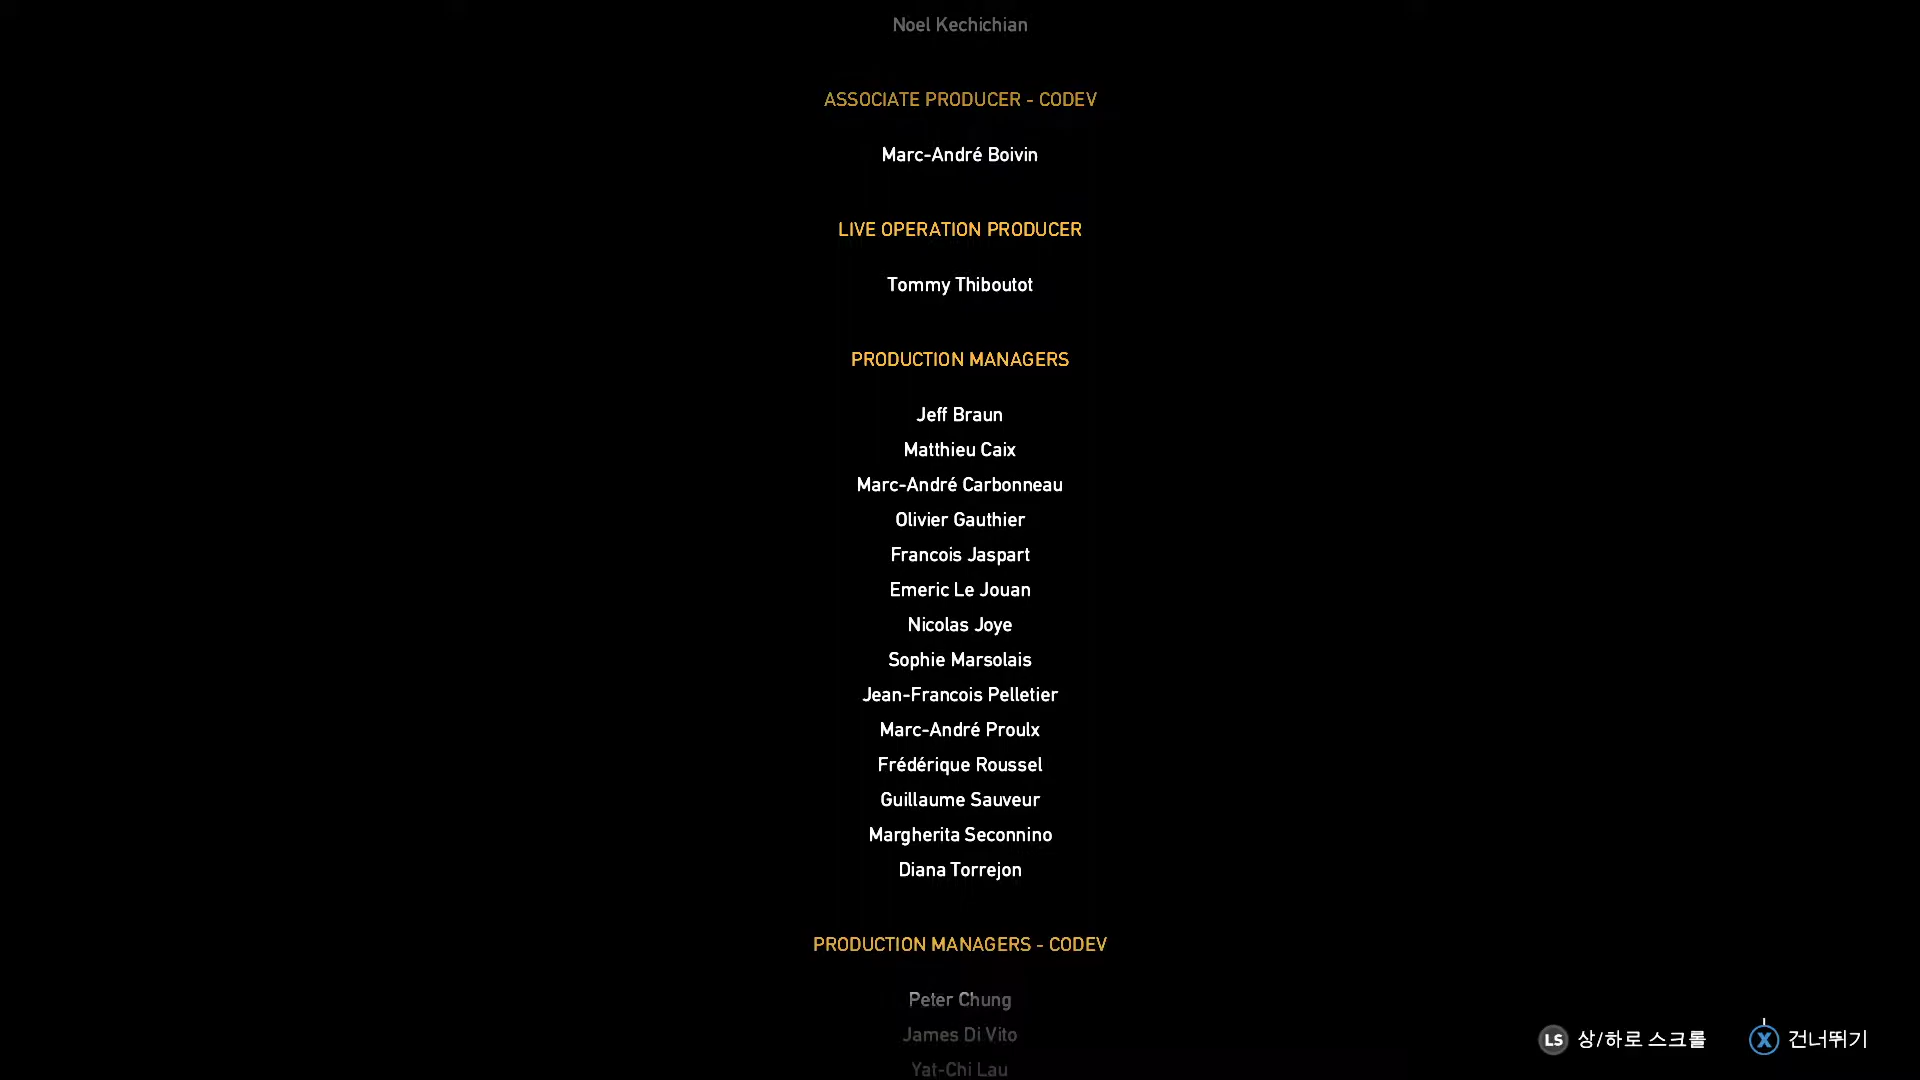 Noel Kechichian
ASSOCIATE PRODUCER - CODEV
Marc-André Boivin
LIVE OPERATION PRODUCER
Tommy Thiboutot
PRODUCTION MANAGERS
Jeff Braun
Matthieu Caix
Marc-André Carbonneau
Olivier Gauthier
Francois Jaspart
Emeric Le Jouan
Nicolas Joye
Sophie Marsolais
Jean-Francois Pelletier
Marc-André Proulx
Frédérique Roussel
Guillaume Sauveur
Margherita Seconnino
Diana Torrejon
PRODUCTION MANAGERS - CODEV
Peter Chung
James Di Vito
Yat-Chi Lau
LS 상/하로 스크롤 X 건너뛰기